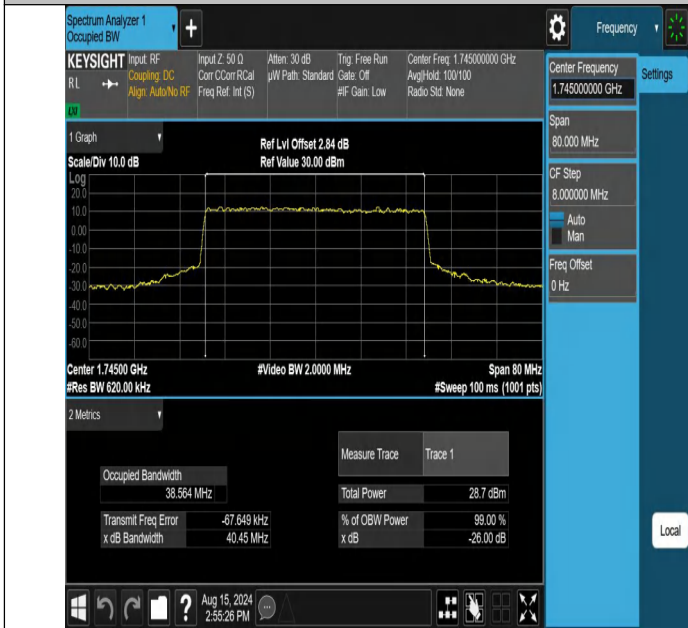 Spectrum Analyzer 1
Occupied BW
Frequency
KEYSIGHT
R L
LXI
Input: RF
Coupling: DC
Align: Auto/No RF
Input Z: 50 Ω
Corr CCorr RCal
Freq Ref: Int (S)
Atten: 30 dB
µW Path: Standard
Trig: Free Run
Gate: Off
#IF Gain: Low
Center Freq: 1.745000000 GHz
Avg|Hold: 100/100
Radio Std: None
Center Frequency
1.745000000 GHz
Settings
Span
80.000 MHz
CF Step
8.000000 MHz
Auto
Man
Freq Offset
0 Hz
Local
1 Graph
Scale/Div 10.0 dB
Ref Lvl Offset 2.84 dB
Ref Value 30.00 dBm
Log
20.0
10.0
0.00
-10.0
-20.0
-30.0
-40.0
-50.0
-60.0
Center 1.74500 GHz
#Video BW 2.0000 MHz
Span 80 MHz
#Res BW 620.00 kHz
#Sweep 100 ms (1001 pts)
2 Metrics
Measure Trace Trace 1
Occupied Bandwidth
38.564 MHz
Total Power 28.7 dBm
Transmit Freq Error -67.649 kHz
% of OBW Power 99.00 %
x dB Bandwidth 40.45 MHz
x dB -26.00 dB
?
Aug 15, 2024
2:55:26 PM